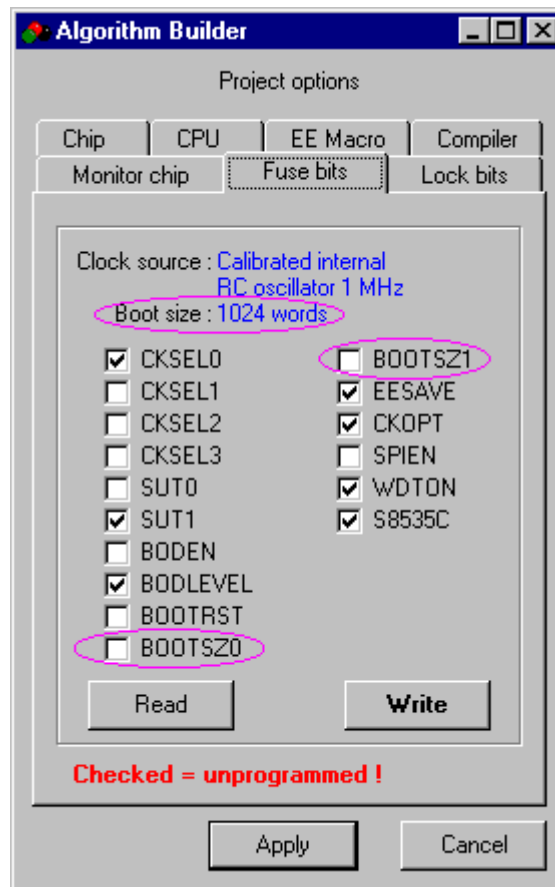 Algorithm Builder
Project options
Chip
CPU
EE Macro
Compiler
Monitor chip
Fuse bits
Lock bits
Clock source : Calibrated internal
RC oscillator 1 MHz
Boot size : 1024 words
CKSEL0
CKSEL1
CKSEL2
CKSEL3
SUT0
SUT1
BODEN
BODLEVEL
BOOTRST
BOOTSZ0
BOOTSZ1
EESAVE
CKOPT
SPIEN
WDTON
S8535C
Read
Write
Checked = unprogrammed !
Apply
Cancel